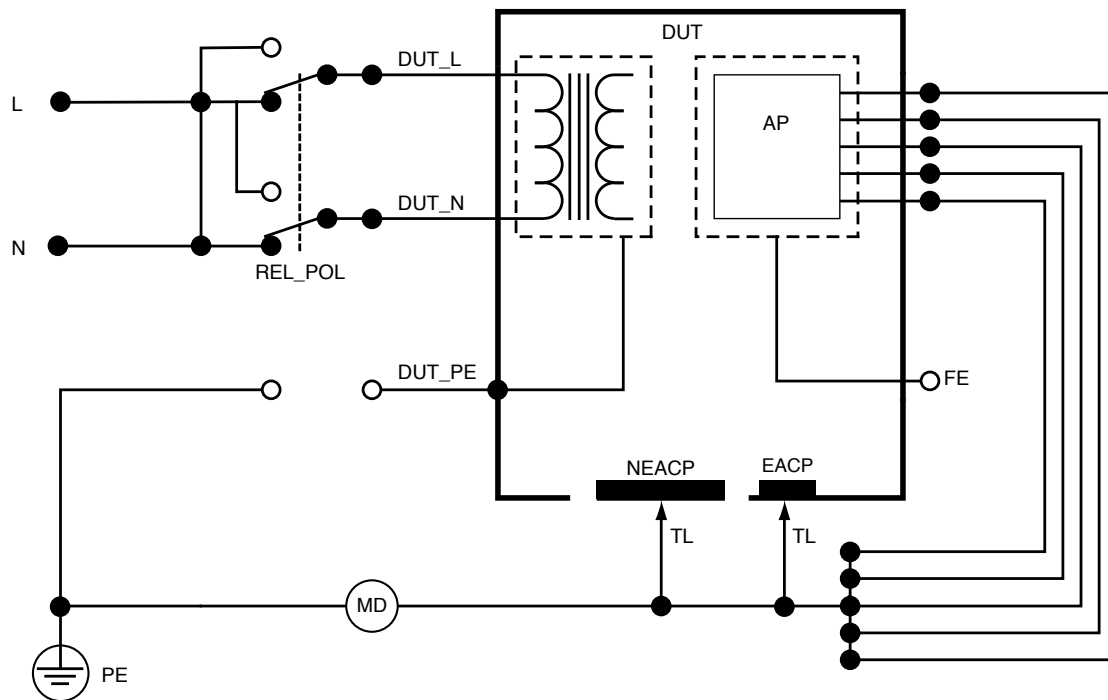 DUT
DUT_L
L
AP
DUT_N
N
REL_POL
DUT_PE
FE
NEACP
EACP
TL
TL
MD
PE